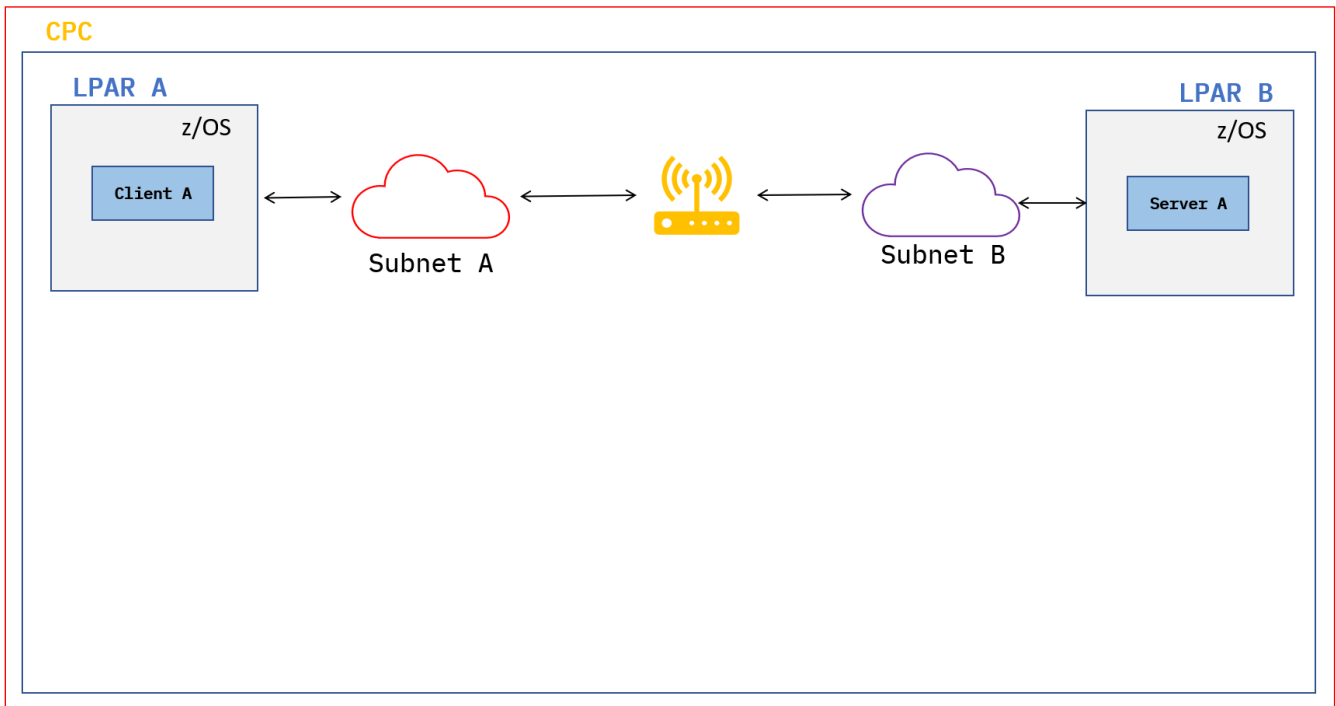 CPC
LPAR A
LPAR B
z/OS
z/OS
Client A
Server A
Subnet A
Subnet B